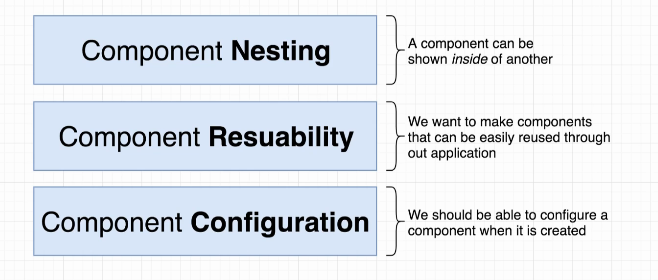 Component Nesting
A component can be
shown inside of another
Component Resuability
We want to make components
that can be easily reused through
out application
Component Configuration
We should be able to configure a
component when it is created